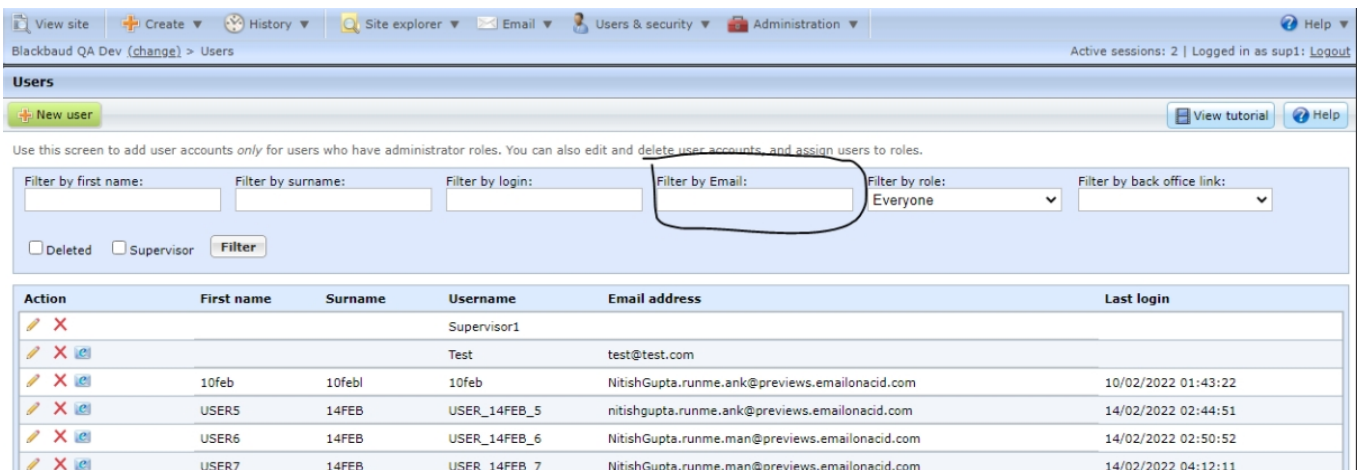 View site Create ▼ History ▼ Site explorer ▼ Email ▼ Users & security ▼ Administration ▼ Help ▼
Blackbaud QA Dev (change) > Users Active sessions: 2 | Logged in as sup1: Logout
Users
New user View tutorial Help
Use this screen to add user accounts only for users who have administrator roles. You can also edit and delete user accounts, and assign users to roles.
Filter by first name: Filter by surname: Filter by login: Filter by Email: Filter by role: Filter by back office link:
Everyone
Deleted Supervisor Filter
Action First name Surname Username Email address Last login
Supervisor1
Test test@test.com
10feb 10febl 10feb NitishGupta.runme.ank@previews.emailonacid.com 10/02/2022 01:43:22
USER5 14FEB USER_14FEB_5 nitishgupta.runme.ank@previews.emailonacid.com 14/02/2022 02:44:51
USER6 14FEB USER_14FEB_6 NitishGupta.runme.man@previews.emailonacid.com 14/02/2022 02:50:52
USER7 14FEB USER_14FEB_7 NitishGupta.runme.man@previews.emailonacid.com 14/02/2022 04:12:11